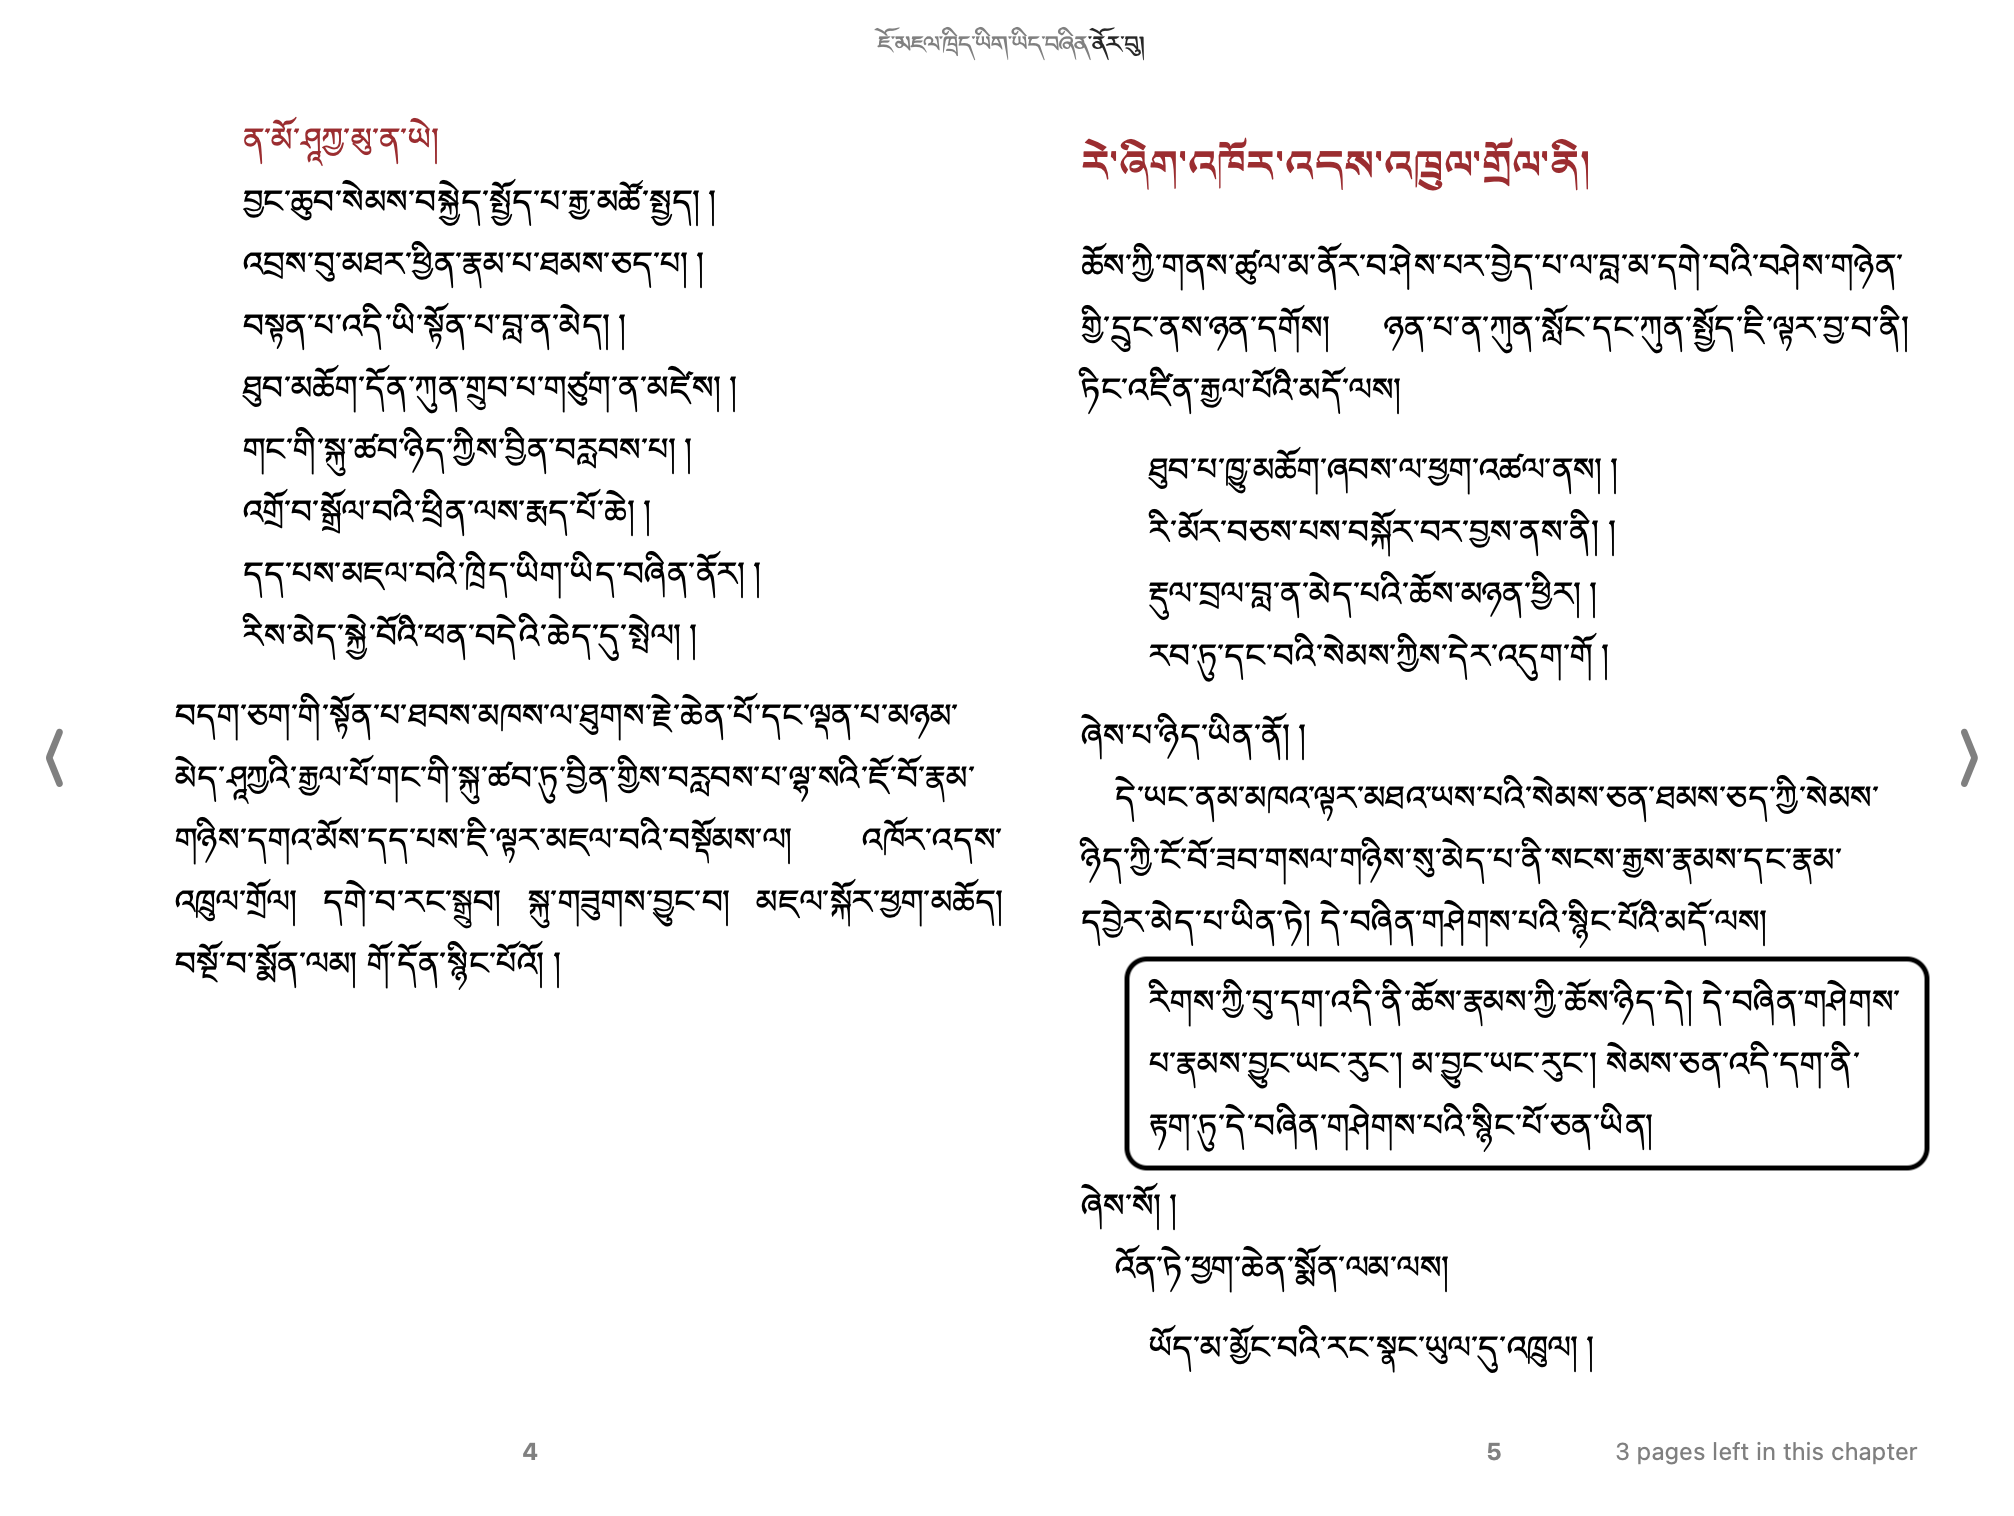 ཇོ་མཇལ་ཁྲིད་ཡིག་ཡིད་བཞིན་ནོར་བུ།
ན་མོ་ཤཱཀྱ་མུ་ན་ཡེ།
བྱང་ཆུབ་སེམས་བསྐྱེད་སྤྱོད་པ་རྒྱ་མཚོ་སྤྱད། །
འབྲས་བུ་མཐར་ཕྱིན་རྣམ་པ་ཐམས་ཅད་པ། །
བསྟན་པ་འདི་ཡི་སྟོན་པ་བླ་ན་མེད། །
ཐུབ་མཆོག་དོན་ཀུན་གྲུབ་པ་གཙུག་ན་མཛེས། །
གང་གི་སྐུ་ཚབ་ཉིད་ཀྱིས་བྱིན་བརླབས་པ། །
འགྲོ་བ་སྒྲོལ་བའི་ཕྲིན་ལས་རྨད་པོ་ཆེ། །
དད་པས་མཇལ་བའི་ཁྲིད་ཡིག་ཡིད་བཞིན་ནོར། །
རིས་མེད་སྐྱེ་བོའི་ཕན་བདེའི་ཆེད་དུ་སྤེལ། །
བདག་ཅག་གི་སྟོན་པ་ཐབས་མཁས་ལ་ཐུགས་རྗེ་ཆེན་པོ་དང་ལྡན་པ་མཉམ་
མེད་ཤཱཀྱའི་རྒྱལ་པོ་གང་གི་སྐུ་ཚབ་ཏུ་བྱིན་གྱིས་བརླབས་པ་ལྷ་སའི་ཇོ་བོ་རྣམ་
གཉིས་དགའ་མོས་དད་པས་ཇི་ལྟར་མཇལ་བའི་བསྡོམས་ལ། འཁོར་འདས་
འཁྲུལ་གྲོལ། དགེ་བ་རང་སྒྲུབ། སྐུ་གཟུགས་བྱུང་བ། མཇལ་སྐོར་ཕྱག་མཆོད།
བསྔོ་བ་སྨོན་ལམ། གོ་དོན་སྙིང་པོའོ། །
4
རེ་ཞིག་འཁོར་འདས་འཁྲུལ་གྲོལ་ནི།
ཆོས་ཀྱི་གནས་ཚུལ་མ་ནོར་བ་ཤེས་པར་བྱེད་པ་ལ་བླ་མ་དགེ་བའི་བཤེས་གཉེན་
གྱི་དྲུང་ནས་ཉན་དགོས། ཉན་པ་ན་ཀུན་སློང་དང་ཀུན་སྤྱོད་ཇི་ལྟར་བྱ་བ་ནི།
ཏིང་འཛིན་རྒྱལ་པོའི་མདོ་ལས།
ཐུབ་པ་ཁྱུ་མཆོག་ཞབས་ལ་ཕྱག་འཚལ་ནས། །
རི་མོར་བཅས་པས་བསྐོར་བར་བྱས་ནས་ནི། །
རྡུལ་བྲལ་བླ་ན་མེད་པའི་ཆོས་མཉན་ཕྱིར། །
རབ་ཏུ་དང་བའི་སེམས་ཀྱིས་དེར་འདུག་གོ །
ཞེས་པ་ཉིད་ཡིན་ནོ། །
དེ་ཡང་ནམ་མཁའ་ལྟར་མཐའ་ཡས་པའི་སེམས་ཅན་ཐམས་ཅད་ཀྱི་སེམས་
ཉིད་ཀྱི་ངོ་བོ་ཟབ་གསལ་གཉིས་སུ་མེད་པ་ནི་སངས་རྒྱས་རྣམས་དང་རྣམ་
དབྱེར་མེད་པ་ཡིན་ཏེ། དེ་བཞིན་གཤེགས་པའི་སྙིང་པོའི་མདོ་ལས།
རིགས་ཀྱི་བུ་དག་འདི་ནི་ཆོས་རྣམས་ཀྱི་ཆོས་ཉིད་དེ། དེ་བཞིན་གཤེགས་
པ་རྣམས་བྱུང་ཡང་རུང་། མ་བྱུང་ཡང་རུང་། སེམས་ཅན་འདི་དག་ནི་
རྟག་ཏུ་དེ་བཞིན་གཤེགས་པའི་སྙིང་པོ་ཅན་ཡིན།
ཞེས་སོ། །
འོན་ཏེ་ཕྱག་ཆེན་སྨོན་ལམ་ལས།
ཡོད་མ་མྱོང་བའི་རང་སྣང་ཡུལ་དུ་འཁྲུལ། །
5
3 pages left in this chapter